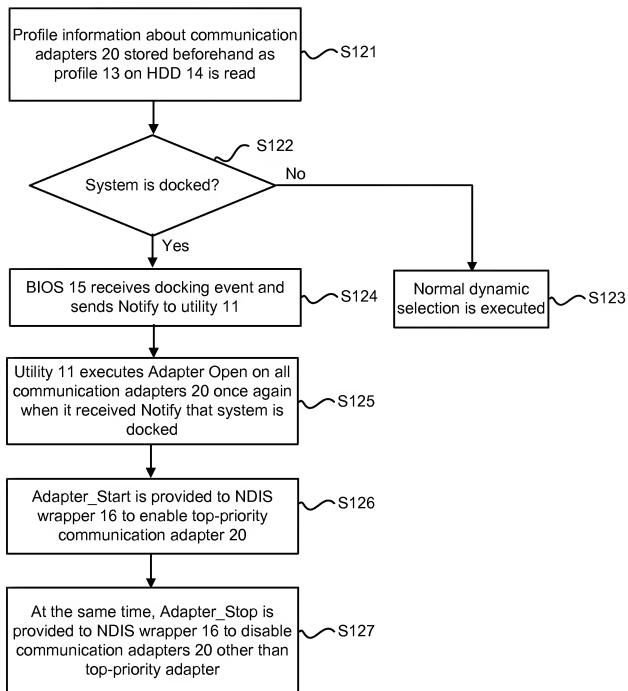 Profile information about communication
adapters 20 stored beforehand as
profile 13 on HDD 14 is read
S121
S122
System is docked?
No
Yes
BIOS 15 receives docking event and
sends Notify to utility 11
S124
Normal dynamic
selection is executed
S123
Utility 11 executes Adapter Open on all
communication adapters 20 once again
when it received Notify that system is
docked
S125
Adapter_Start is provided to NDIS
wrapper 16 to enable top-priority
communication adapter 20
S126
At the same time, Adapter_Stop is
provided to NDIS wrapper 16 to disable
communication adapters 20 other than
top-priority adapter
S127